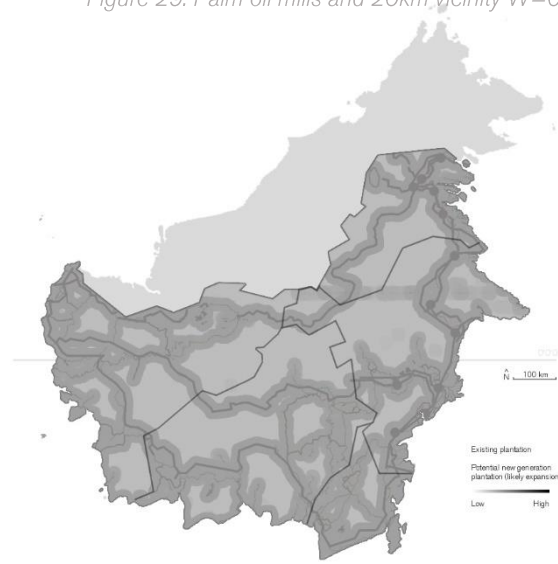 Figure 25. Palm oil mills and 20km vicinity W=
N 100 km
Existing plantation
Potential new generation
plantation (likely expansion
Low High